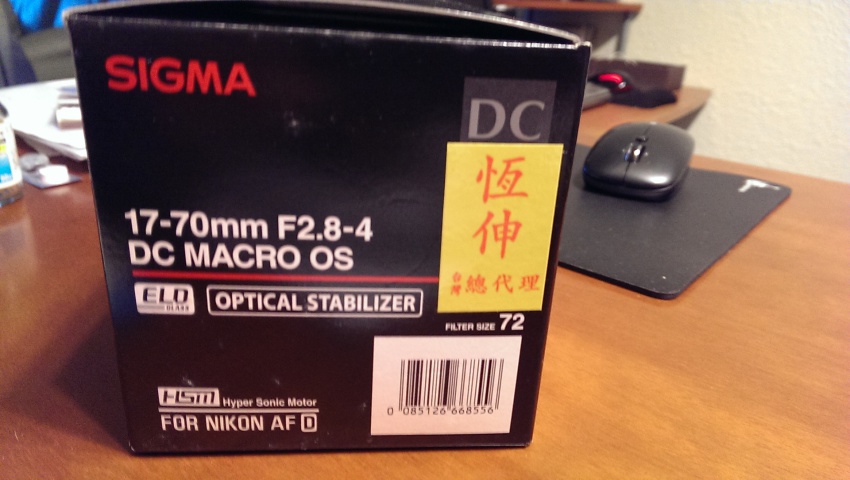 SIGMA
DC
恆
伸
台灣 總代理
17-70mm F2.8-4
DC MACRO OS
ELD
GLASS
OPTICAL STABILIZER
FILTER SIZE 72
HSM Hyper Sonic Motor
FOR NIKON AF D
0 085126 668556